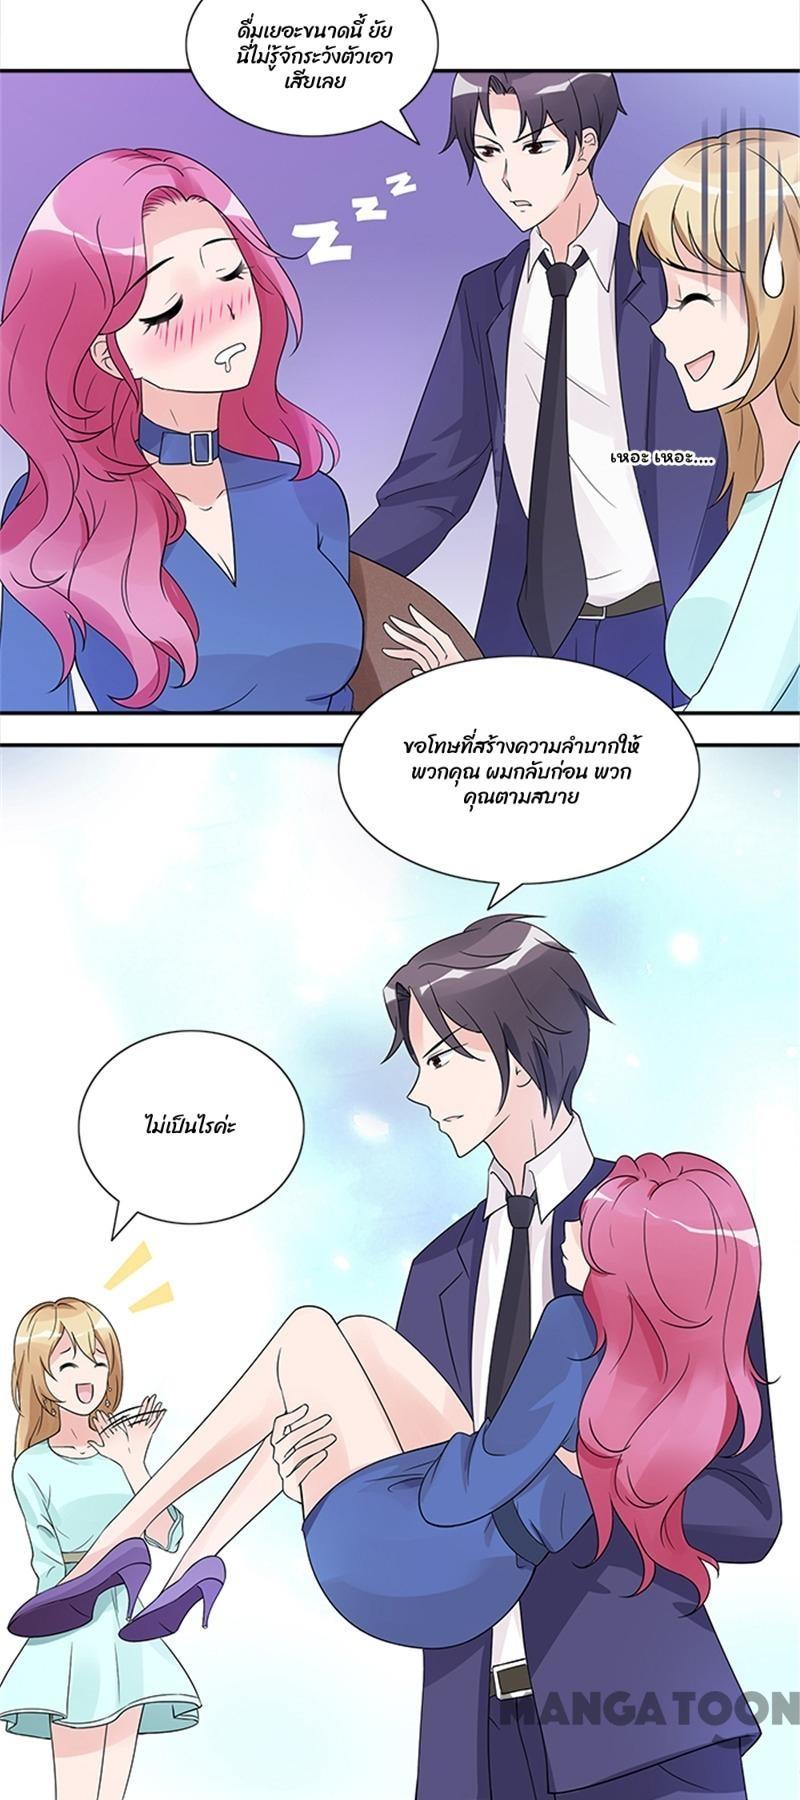 ดื่มเยอะขนาดนี้ ยัย
นี่ไม่รู้จักระวังตัวเอา
เสียเลย
ZZZ
เหอะ เหอะ....
ขอโทษที่สร้างความลำบากให้
พวกคุณ ผมกลับก่อน พวก
คุณตามสบาย
ไม่เป็นไรค่ะ
MANGATOON